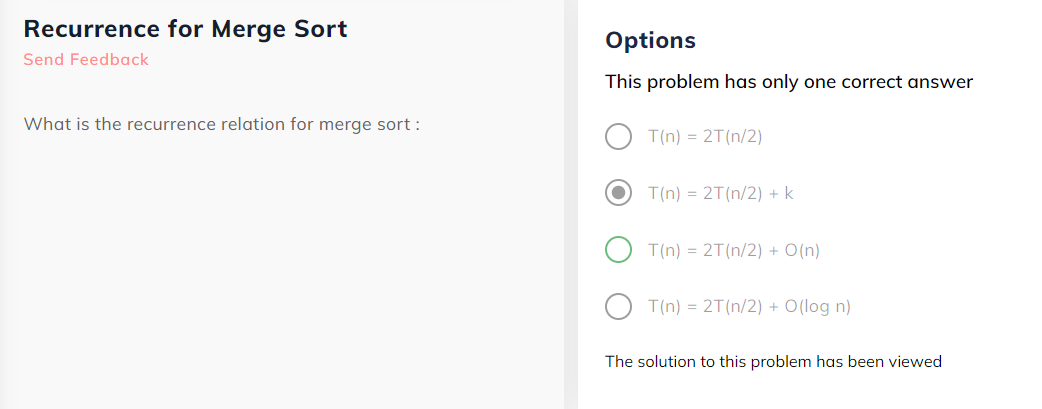 Recurrence for Merge Sort
Send Feedback
What is the recurrence relation for merge sort :
Options
This problem has only one correct answer
T(n) = 2T(n/2)
T(n) = 2T(n/2) + k
T(n) = 2T(n/2) + O(n)
T(n) = 2T(n/2) + O(log n)
The solution to this problem has been viewed